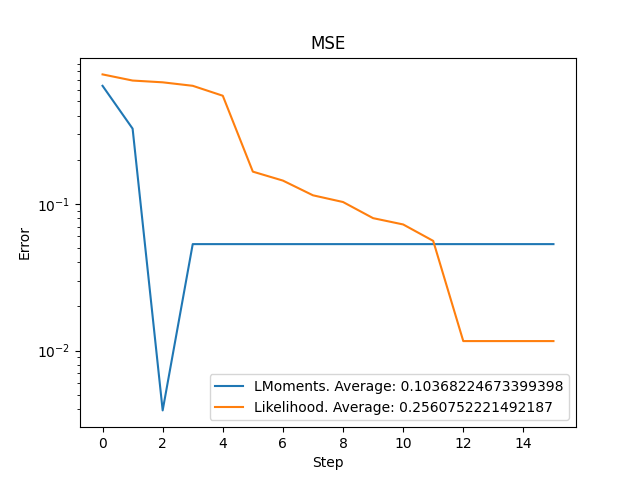 MSE
Error
10⁻¹
10⁻²
LMoments. Average: 0.10368224673399398
Likelihood. Average: 0.2560752221492187
0 2 4 6 8 10 12 14
Step